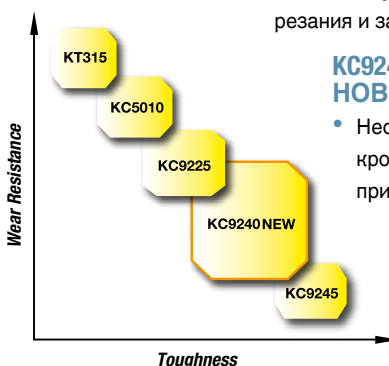 резания и за
KT315
KC924
НОВ
KC5010
Нес
кро
KC9225
при
Wear Resistance
KC9240 NEW
KC9245
Toughness